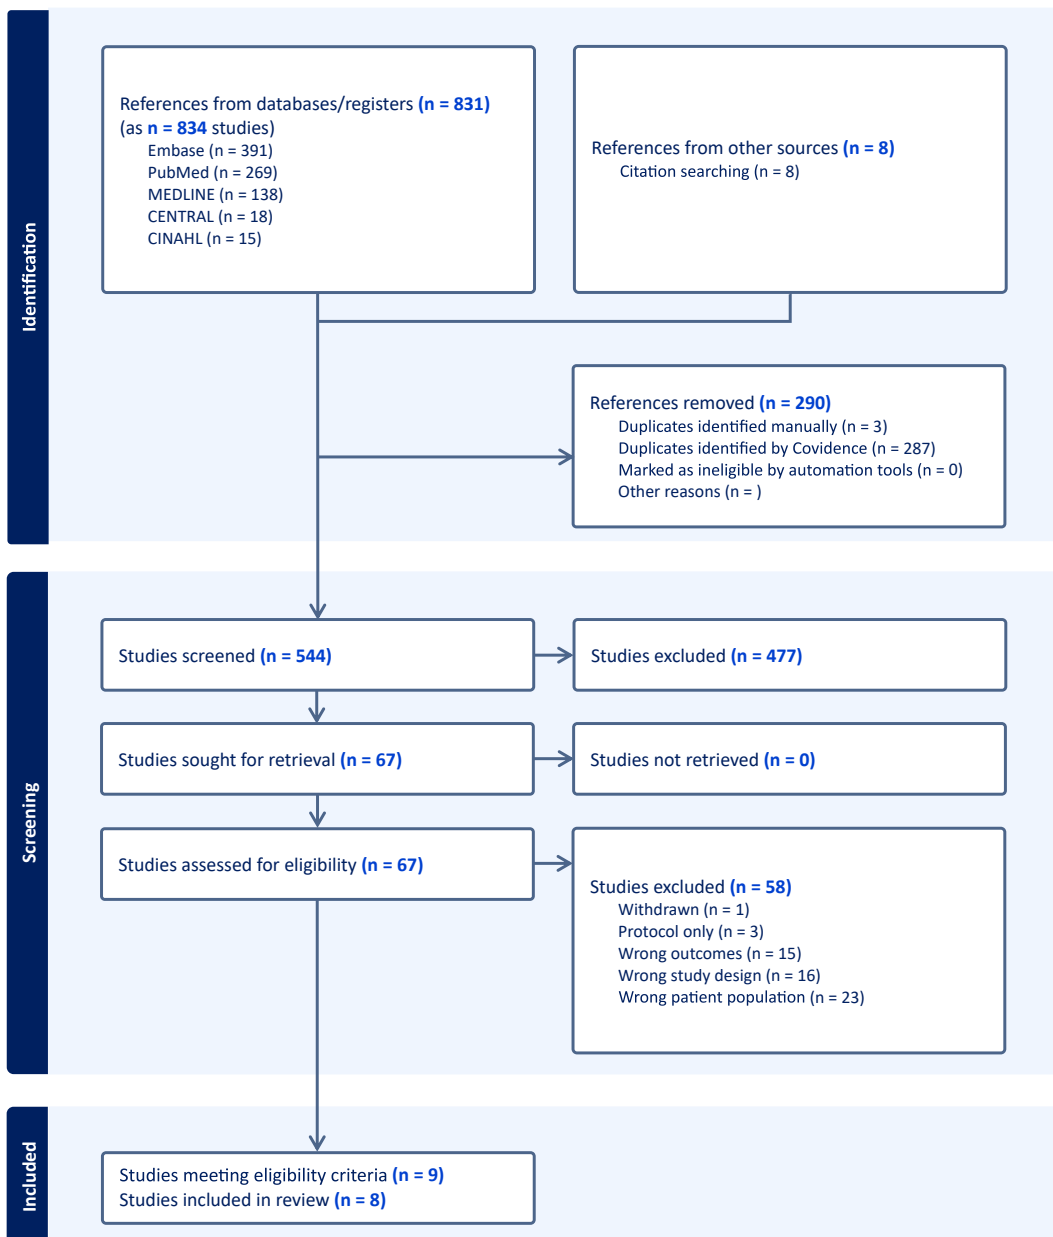 Identification
References from databases/registers (n = 831)
(as n = 834 studies)
Embase (n = 391)
PubMed (n = 269)
MEDLINE (n = 138)
CENTRAL (n = 18)
CINAHL (n = 15)
References from other sources (n = 8)
Citation searching (n = 8)
References removed (n = 290)
Duplicates identified manually (n = 3)
Duplicates identified by Covidence (n = 287)
Marked as ineligible by automation tools (n = 0)
Other reasons (n = )
Screening
Studies screened (n = 544)
Studies excluded (n = 477)
Studies sought for retrieval (n = 67)
Studies not retrieved (n = 0)
Studies assessed for eligibility (n = 67)
Studies excluded (n = 58)
Withdrawn (n = 1)
Protocol only (n = 3)
Wrong outcomes (n = 15)
Wrong study design (n = 16)
Wrong patient population (n = 23)
Included
Studies meeting eligibility criteria (n = 9)
Studies included in review (n = 8)